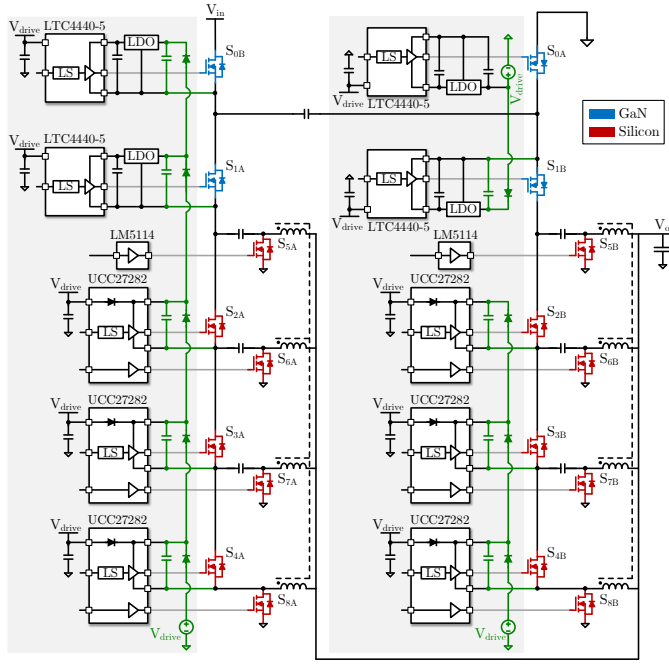 V_in
V_drive
LTC4440-5
LDO
LS
S_0B
LS
LDO
V_drive
LTC4440-5
V_drive
S_0A
GaN
Silicon
V_drive
LTC4440-5
LDO
LS
S_1A
LS
LDO
V_drive
LTC4440-5
S_1B
LM5114
S_5A
LM5114
S_5B
V_o
V_drive
UCC27282
LS
S_2A
S_6A
V_drive
UCC27282
LS
S_2B
S_6B
V_drive
UCC27282
LS
S_3A
S_7A
V_drive
UCC27282
LS
S_3B
S_7B
V_drive
UCC27282
LS
S_4A
S_8A
V_drive
V_drive
UCC27282
LS
S_4B
S_8B
V_drive